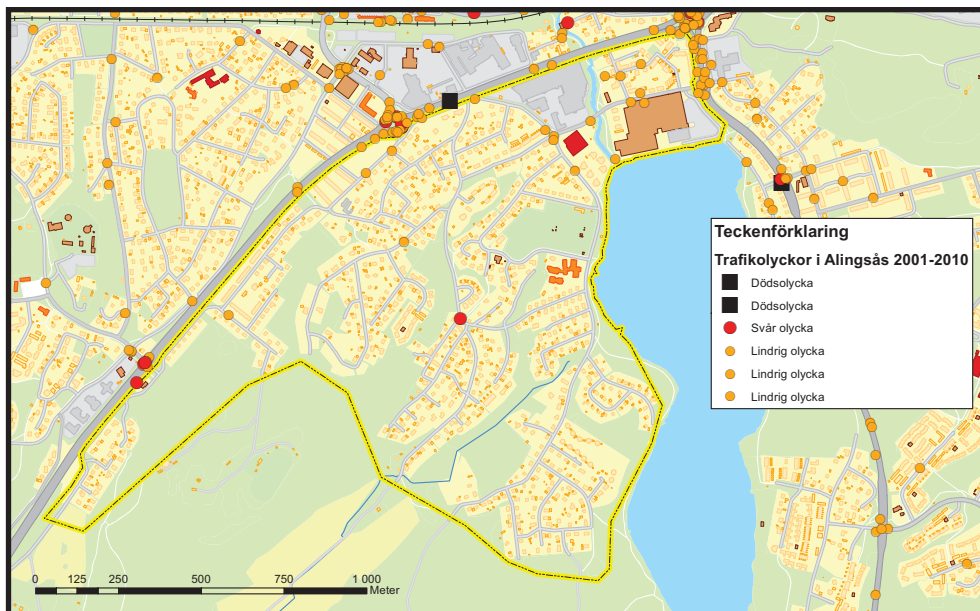 Teckenförklaring
Trafikolyckor i Alingsås 2001-2010
Dödsolycka
Dödsolycka
Svår olycka
Lindrig olycka
Lindrig olycka
Lindrig olycka
0 125 250 500 750 1 000
Meter